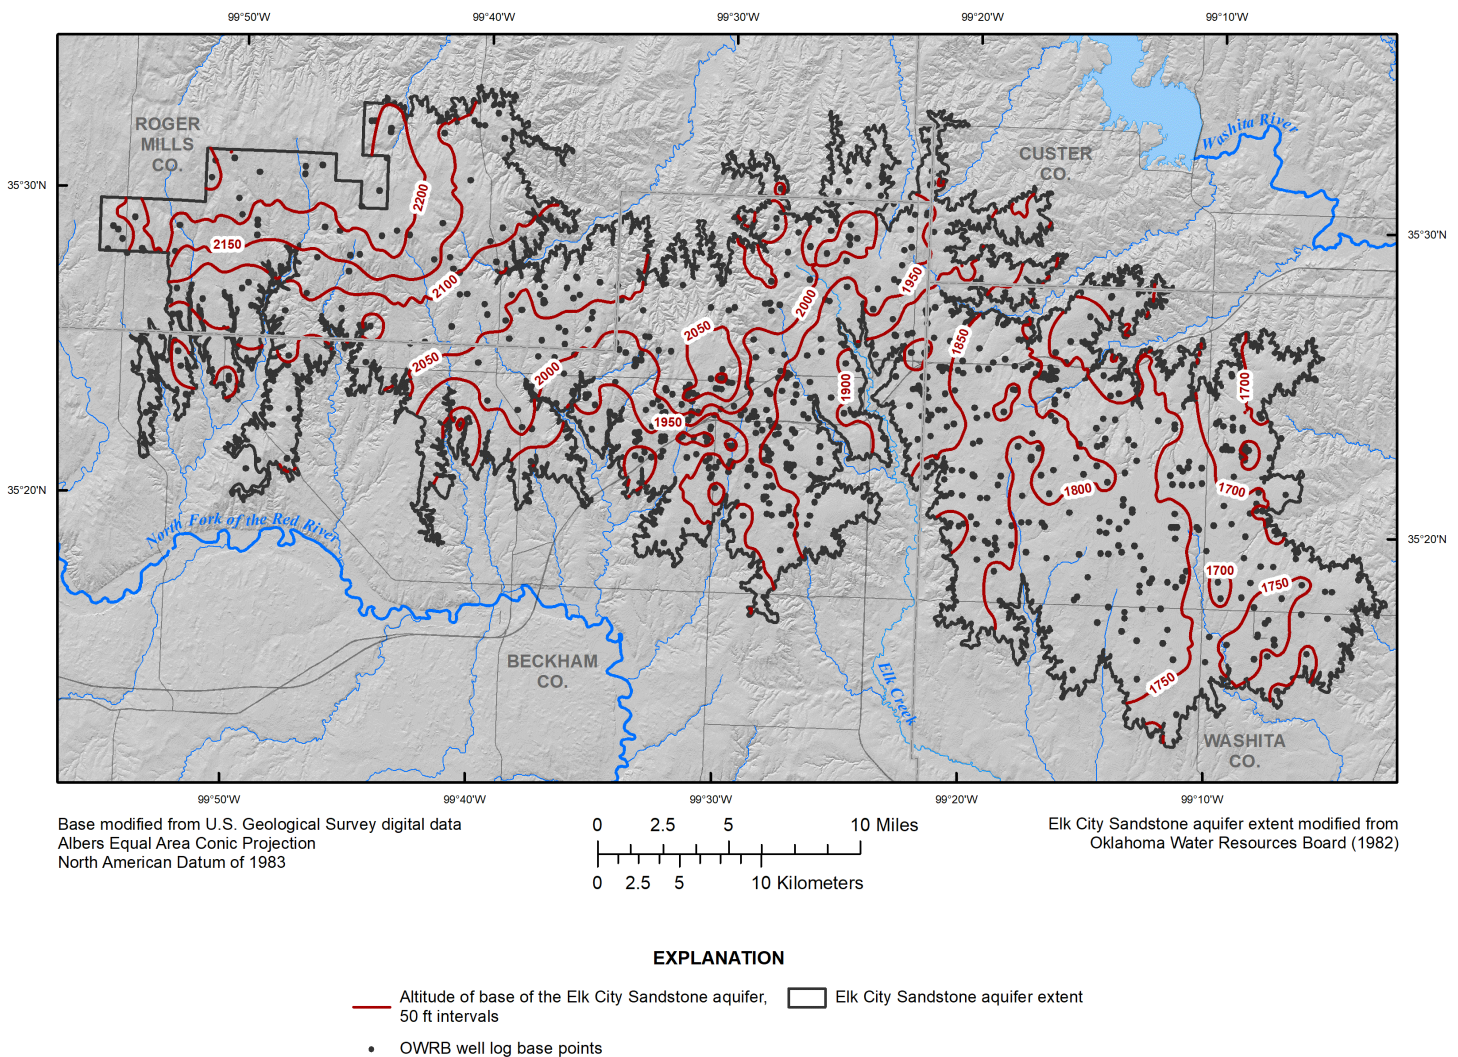 99°50'W 99°40'W 99°30'W 99°20'W 99°10'W
ROGER
MILLS
CO.
CUSTER
CO.
Washita River
35°30'N
35°30'N
2200
2150
2100
1950
2000
2050
1850
2050
2000
1900
1700
1950
1800
1700
35°20'N
35°20'N
North Fork of the Red River
1700
1750
BECKHAM
CO.
Elk Creek
1750
WASHITA
CO.
99°50'W 99°40'W 99°30'W 99°20'W 99°10'W
Base modified from U.S. Geological Survey digital data
Albers Equal Area Conic Projection
North American Datum of 1983
0 2.5 5 10 Miles
0 2.5 5 10 Kilometers
Elk City Sandstone aquifer extent modified from
Oklahoma Water Resources Board (1982)
EXPLANATION
Altitude of base of the Elk City Sandstone aquifer,
50 ft intervals
Elk City Sandstone aquifer extent
OWRB well log base points